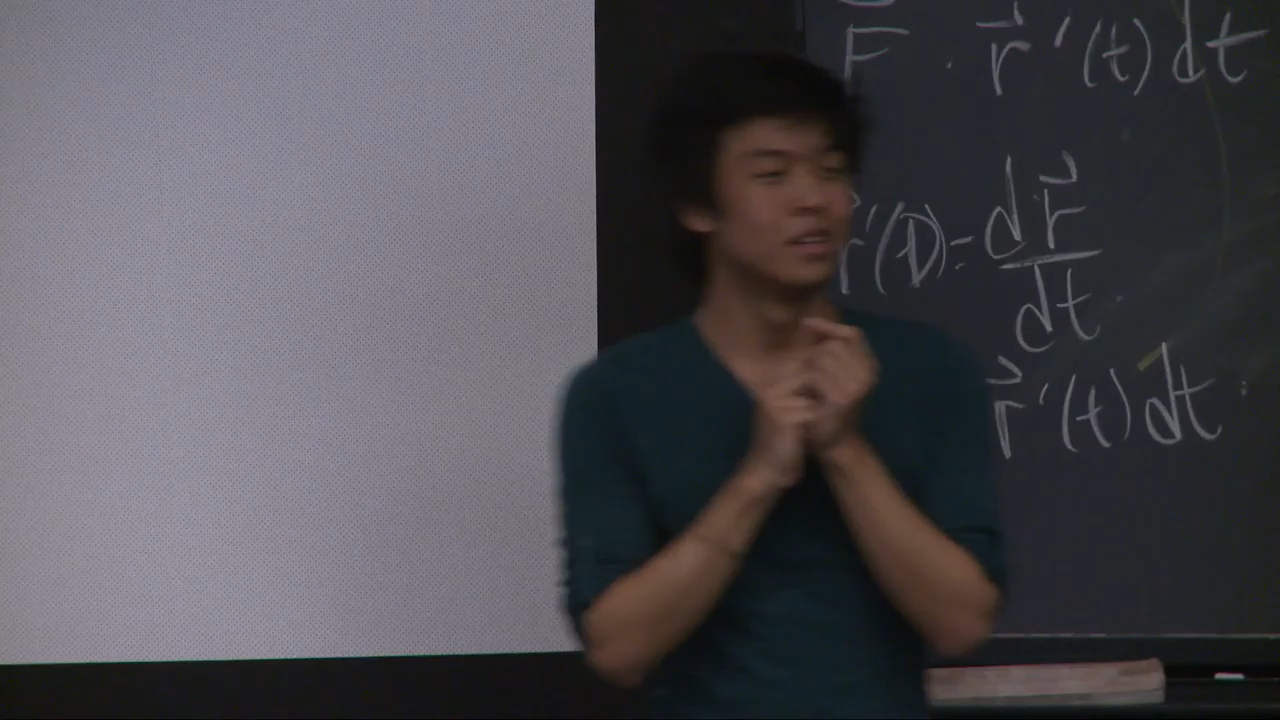 F⃗ · r⃗ '(t) dt
r⃗ '(t) = dr⃗/dt
r⃗ '(t) dt